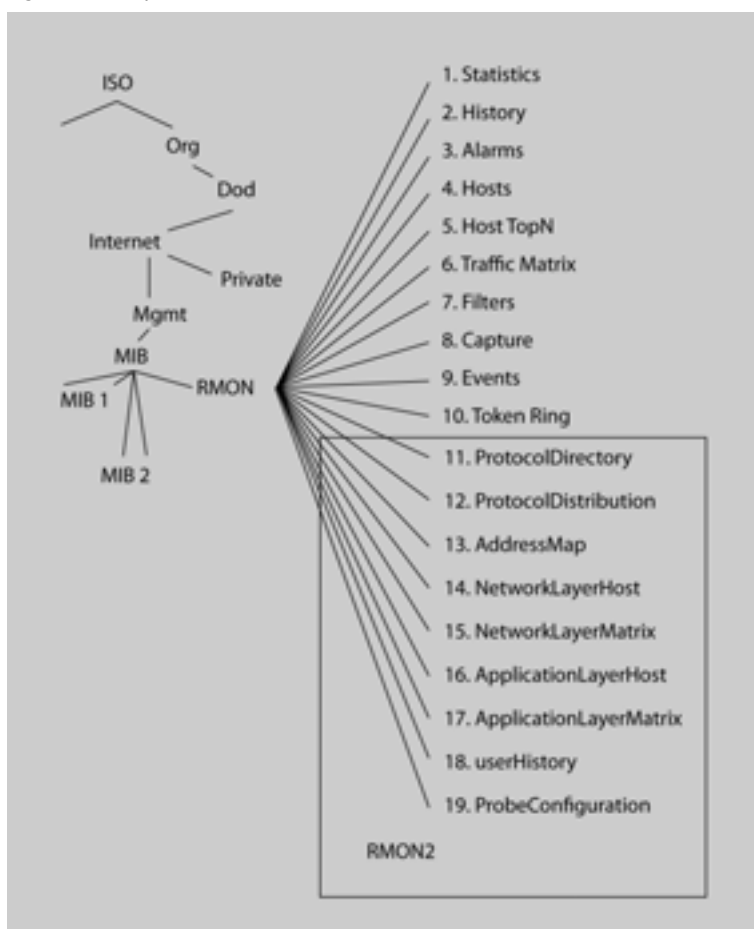 ISO
Org
Dod
Internet
Private
Mgmt
MIB
MIB 1
RMON
MIB 2
1. Statistics
2. History
3. Alarms
4. Hosts
5. Host TopN
6. Traffic Matrix
7. Filters
8. Capture
9. Events
10. Token Ring
11. ProtocolDirectory
12. ProtocolDistribution
13. AddressMap
14. NetworkLayerHost
15. NetworkLayerMatrix
16. ApplicationLayerHost
17. ApplicationLayerMatrix
18. userHistory
19. ProbeConfiguration
RMON2